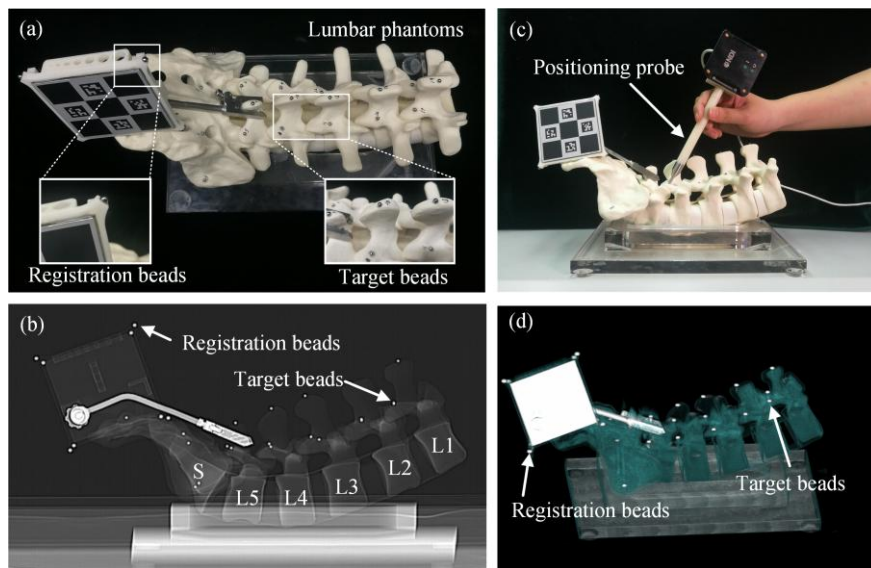 (a)
Lumbar phantoms
Registration beads
Target beads
(c)
Positioning probe
(b)
Registration beads
Target beads
L1
L2
L3
L4
L5
S
(d)
Target beads
Registration beads